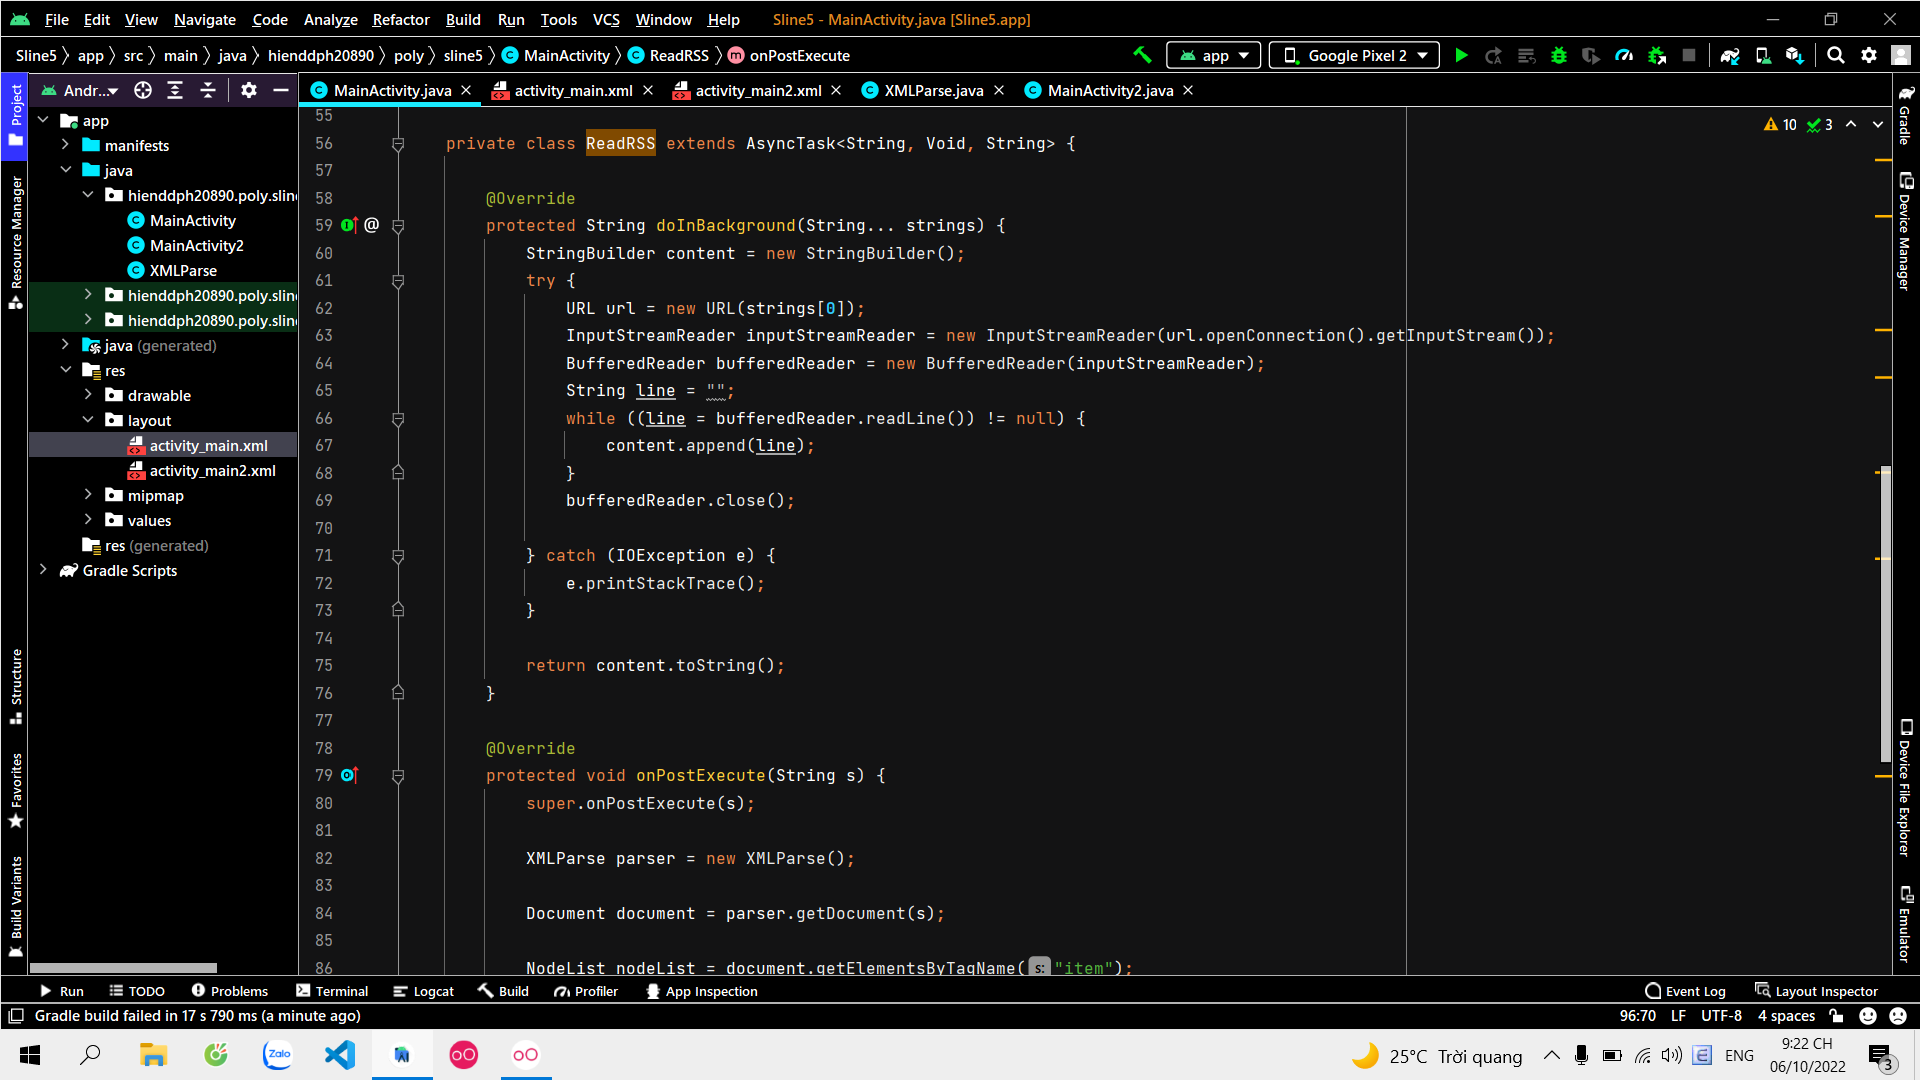 File Edit View Navigate Code Analyze Refactor Build Run Tools VCS Window Help Sline5 - MainActivity.java [Sline5.app]
Sline5 app src main java hienddph20890 poly sline5 MainActivity ReadRSS onPostExecute app Google Pixel 2
Project
Resource Manager
Structure
Favorites
Build Variants
Andr...
app
manifests
java
hienddph20890.poly.sline
MainActivity
MainActivity2
XMLParse
hienddph20890.poly.sline
hienddph20890.poly.sline
java (generated)
res
drawable
layout
activity_main.xml
activity_main2.xml
mipmap
values
res (generated)
Gradle Scripts
MainActivity.java activity_main.xml activity_main2.xml XMLParse.java MainActivity2.java
10 3
55
56 private class ReadRSS extends AsyncTask<String, Void, String> {
57
58 @Override
59 protected String doInBackground(String... strings) {
60 StringBuilder content = new StringBuilder();
61 try {
62 URL url = new URL(strings[0]);
63 InputStreamReader inputStreamReader = new InputStreamReader(url.openConnection().getInputStream());
64 BufferedReader bufferedReader = new BufferedReader(inputStreamReader);
65 String line = "";
66 while ((line = bufferedReader.readLine()) != null) {
67 content.append(line);
68 }
69 bufferedReader.close();
70
71 } catch (IOException e) {
72 e.printStackTrace();
73 }
74
75 return content.toString();
76 }
77
78 @Override
79 protected void onPostExecute(String s) {
80 super.onPostExecute(s);
81
82 XMLParse parser = new XMLParse();
83
84 Document document = parser.getDocument(s);
85
86 NodeList nodeList = document.getElementsByTagName( s: "item");
Gradle
Device Manager
Device File Explorer
Emulator
Run TODO Problems Terminal Logcat Build Profiler App Inspection Event Log Layout Inspector
Gradle build failed in 17 s 790 ms (a minute ago) 96:70 LF UTF-8 4 spaces
Zalo 25°C Trời quang ENG 9:22 CH
06/10/2022 3